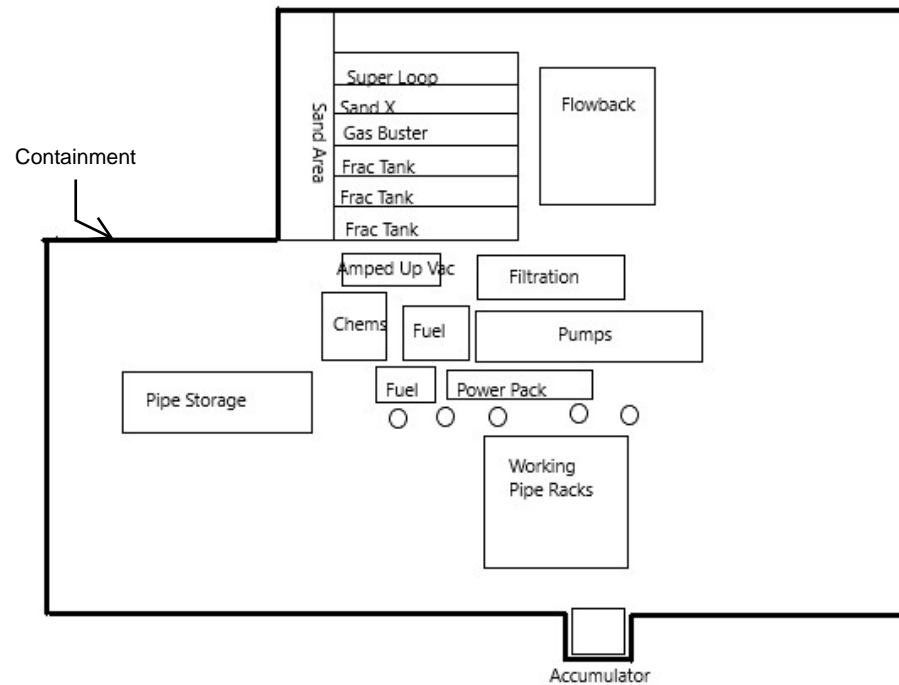 Super Loop
Sand X
Gas Buster
Frac Tank
Frac Tank
Frac Tank
Sand Area
Flowback
Containment
Amped Up Vac
Filtration
Chems
Fuel
Pumps
Pipe Storage
Fuel
Power Pack
Working
Pipe Racks
Accumulator